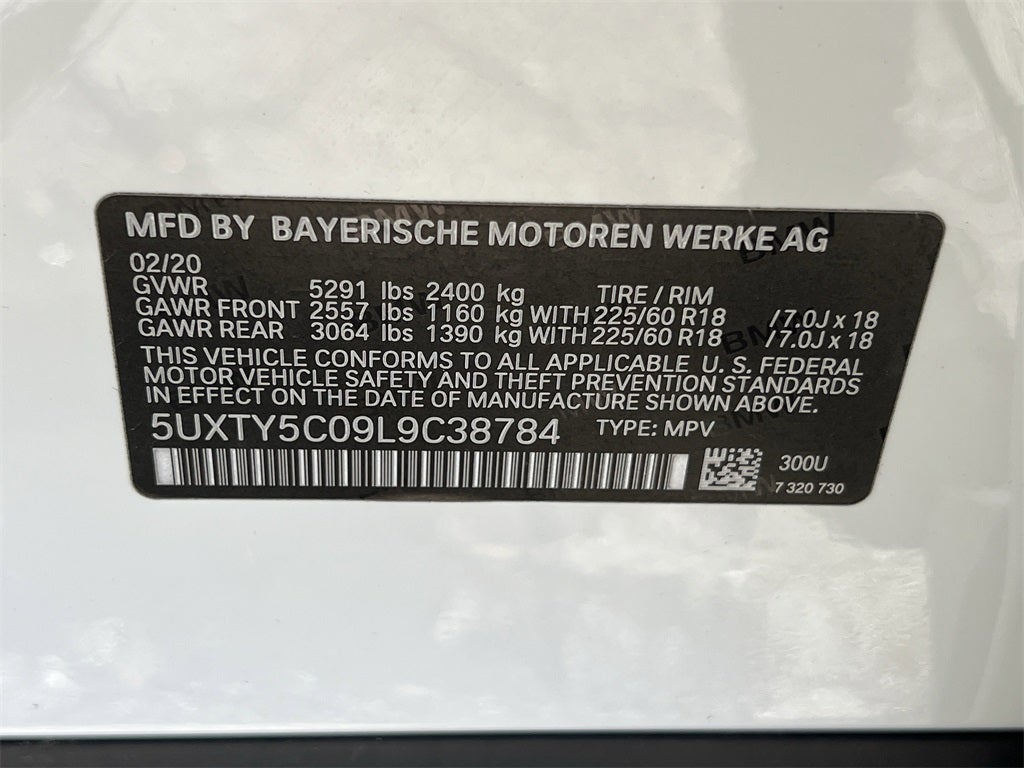 MFD BY BAYERISCHE MOTOREN WERKE AG
02/20
GVWR 5291 lbs 2400 kg TIRE / RIM
GAWR FRONT 2557 lbs 1160 kg WITH 225/60 R18 / 7.0J x 18
GAWR REAR 3064 lbs 1390 kg WITH 225/60 R18 / 7.0J x 18
THIS VEHICLE CONFORMS TO ALL APPLICABLE U. S. FEDERAL
MOTOR VEHICLE SAFETY AND THEFT PREVENTION STANDARDS
IN EFFECT ON THE DATE OF MANUFACTURE SHOWN ABOVE.
5UXTY5C09L9C38784 TYPE: MPV
300U
7 320 730